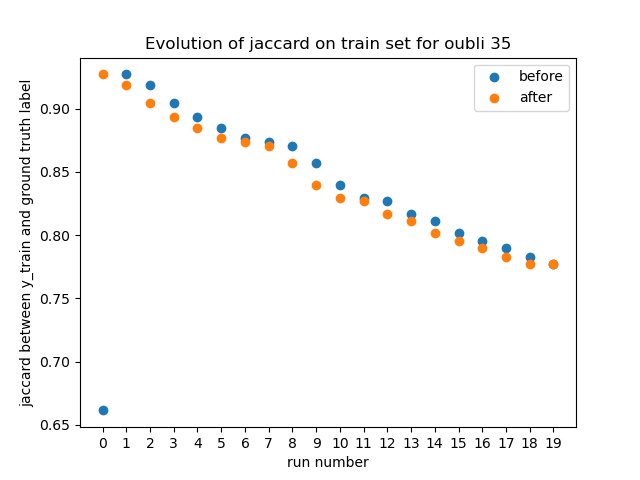 Evolution of jaccard on train set for oubli 35
before
after
jaccard between y_train and ground truth label
0.90
0.85
0.80
0.75
0.70
0.65
0 1 2 3 4 5 6 7 8 9 10 11 12 13 14 15 16 17 18 19
run number